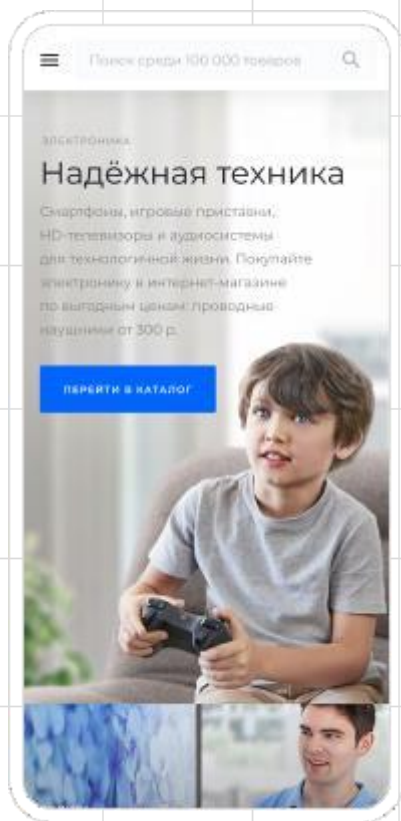 Поиск среди 100 000 товаров
ЭЛЕКТРОНИКА
Надёжная техника
Смартфоны, игровые приставки,
HD-телевизоры и аудиосистемы
для технологичной жизни. Покупайте
электронику в интернет-магазине
по выгодным ценам: проводные
наушники от 300 р.
ПЕРЕЙТИ В КАТАЛОГ